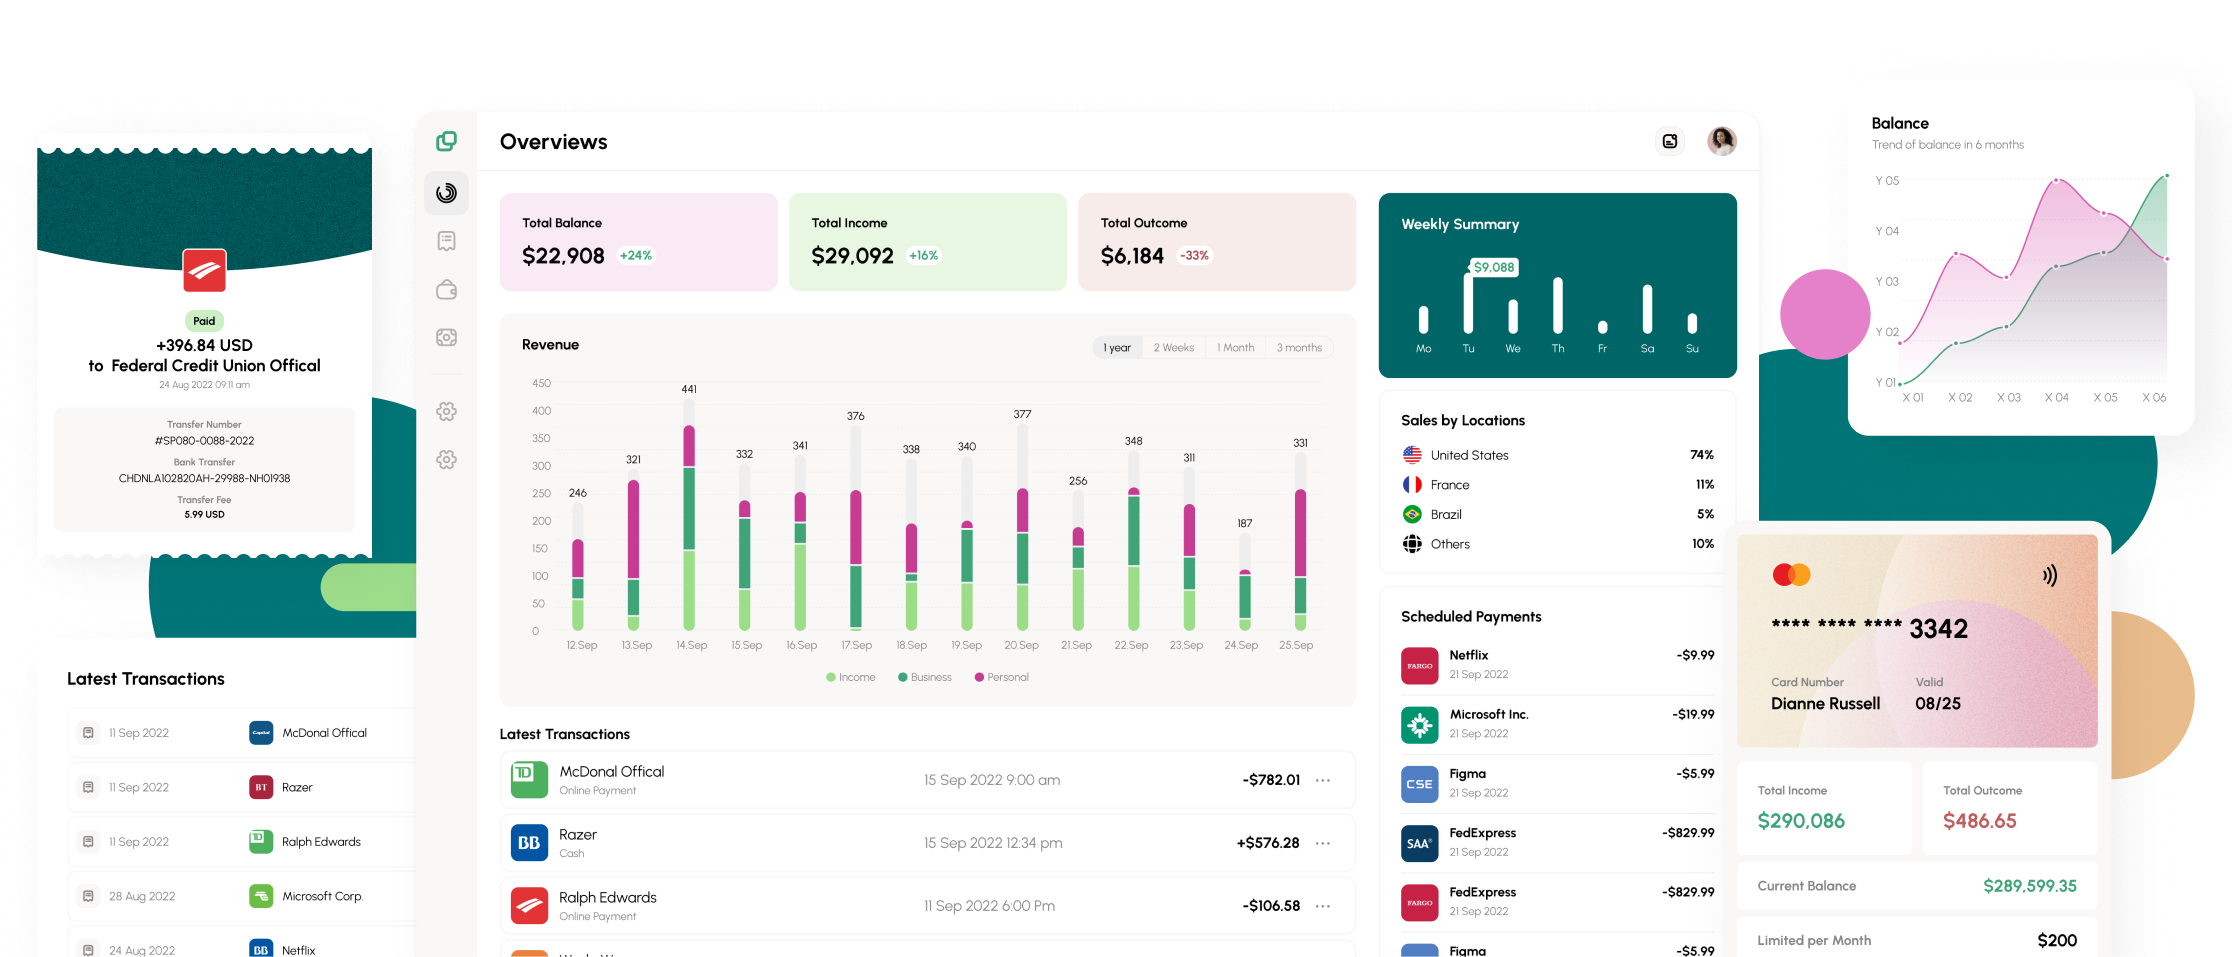 Paid
+396.84 USD
to Federal Credit Union Offical
24 Aug 2022 09:11 am
Transfer Number
#SP080-0088-2022
Bank Transfer
CHDNLA102820AH-29988-NH01938
Transfer Fee
5.99 USD
Latest Transactions
11 Sep 2022 Capital McDonal Offical
11 Sep 2022 BT Razer
11 Sep 2022 TD Ralph Edwards
28 Aug 2022 Microsoft Corp.
24 Aug 2022 BB Netflix
Overviews
Total Balance
$22,908 +24%
Total Income
$29,092 +16%
Total Outcome
$6,184 -33%
Revenue
1 year 2 Weeks 1 Month 3 months
450
400
350
300
250
200
150
100
50
0
246 321 441 332 341 376 338 340 377 256 348 311 187 331
12.Sep 13.Sep 14.Sep 15.Sep 16.Sep 17.Sep 18.Sep 19.Sep 20.Sep 21.Sep 22.Sep 23.Sep 24.Sep 25.Sep
Income Business Personal
Latest Transactions
TD McDonal Offical 15 Sep 2022 9:00 am -$782.01
Online Payment
BB Razer 15 Sep 2022 12:34 pm +$576.28
Cash
Ralph Edwards 11 Sep 2022 6:00 Pm -$106.58
Online Payment
Weekly Summary
$9,088
Mo Tu We Th Fr Sa Su
Sales by Locations
United States 74%
France 11%
Brazil 5%
Others 10%
Scheduled Payments
FARGO Netflix -$9.99
21 Sep 2022
Microsoft Inc. -$19.99
21 Sep 2022
CSE Figma -$5.99
21 Sep 2022
SAA® FedExpress -$829.99
21 Sep 2022
FARGO FedExpress -$829.99
21 Sep 2022
Figma -$5.99
Balance
Trend of balance in 6 months
Y 05
Y 04
Y 03
Y 02
Y 01
X 01 X 02 X 03 X 04 X 05 X 06
**** **** **** 3342
Card Number Valid
Dianne Russell 08/25
Total Income
$290,086
Total Outcome
$486.65
Current Balance $289,599.35
Limited per Month $200